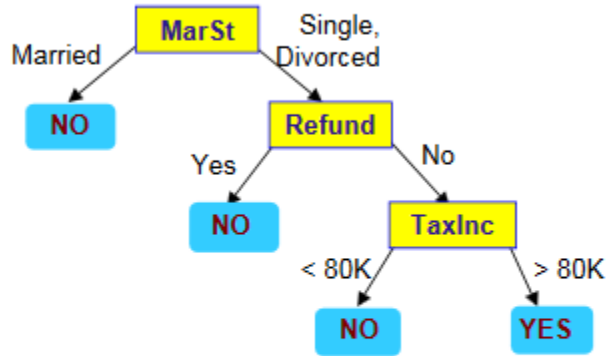 MarSt
Married
Single,
Divorced
NO
Refund
Yes
No
NO
TaxInc
< 80K
> 80K
NO
YES